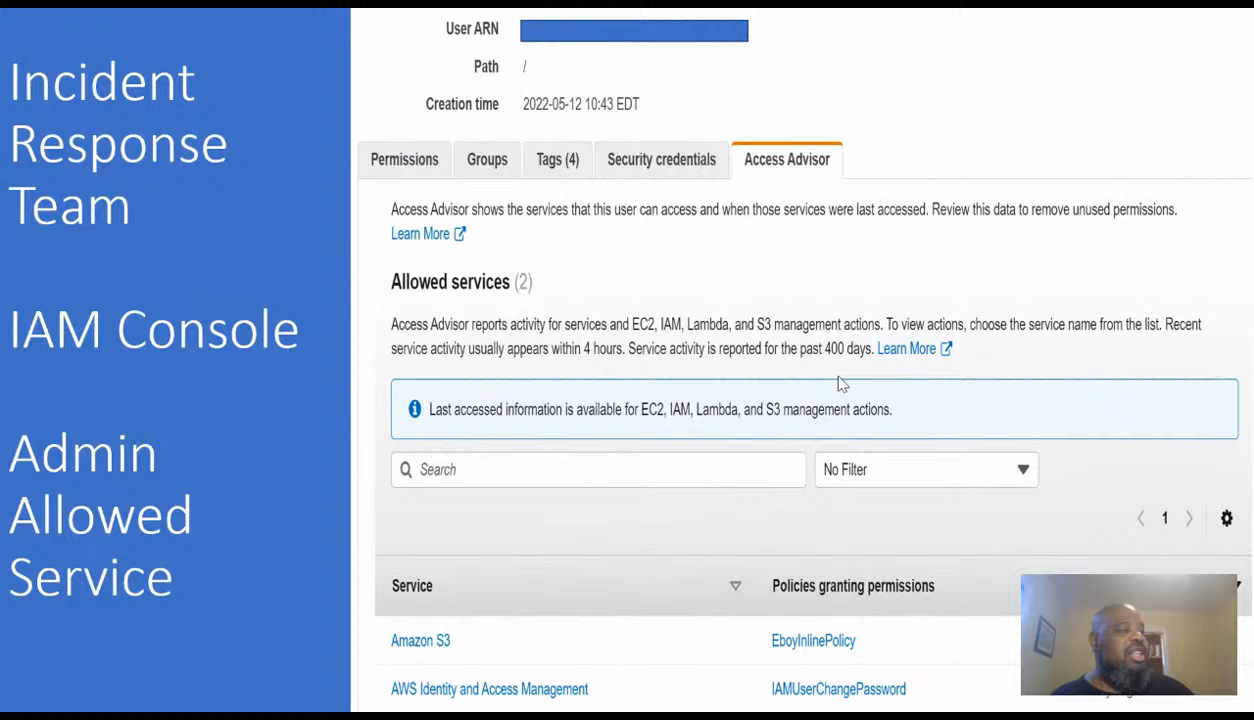 Incident
Response
Team
IAM Console
Admin
Allowed
Service
User ARN
Path /
Creation time 2022-05-12 10:43 EDT
Permissions Groups Tags (4) Security credentials Access Advisor
Access Advisor shows the services that this user can access and when those services were last accessed. Review this data to remove unused permissions.
Learn More
Allowed services (2)
Access Advisor reports activity for services and EC2, IAM, Lambda, and S3 management actions. To view actions, choose the service name from the list. Recent
service activity usually appears within 4 hours. Service activity is reported for the past 400 days. Learn More
Last accessed information is available for EC2, IAM, Lambda, and S3 management actions.
Search No Filter
1
Service Policies granting permissions
Amazon S3 EboyInlinePolicy
AWS Identity and Access Management IAMUserChangePassword